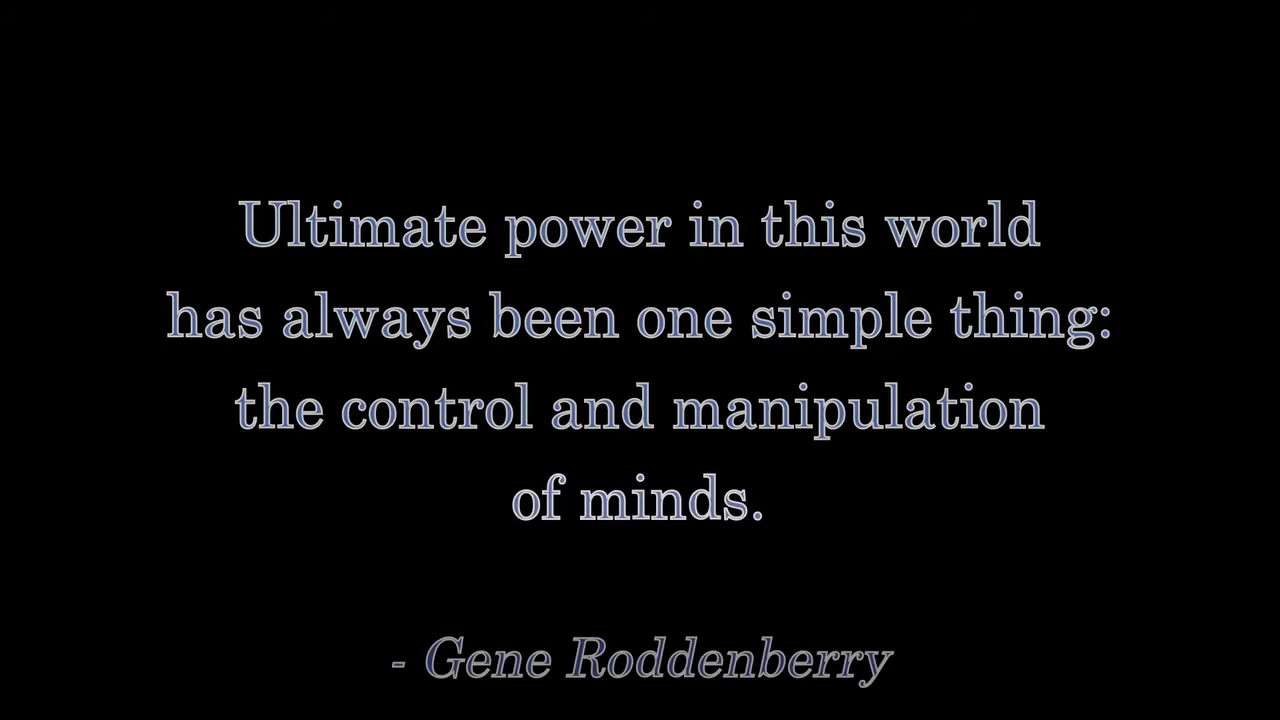 Ultimate power in this world
has always been one simple thing:
the control and manipulation
of minds.
- Gene Roddenberry